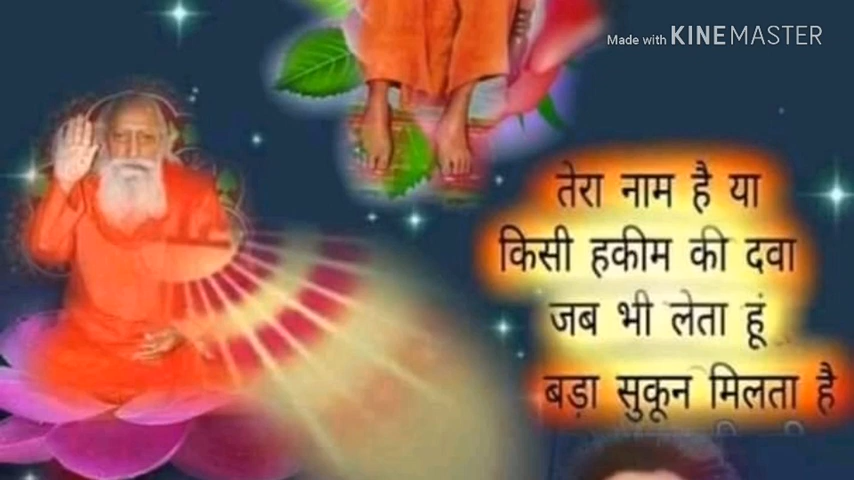 Made with KINEMASTER
तेरा नाम है या
किसी हकीम की दवा
जब भी लेता हूं
बड़ा सुकून मिलता है